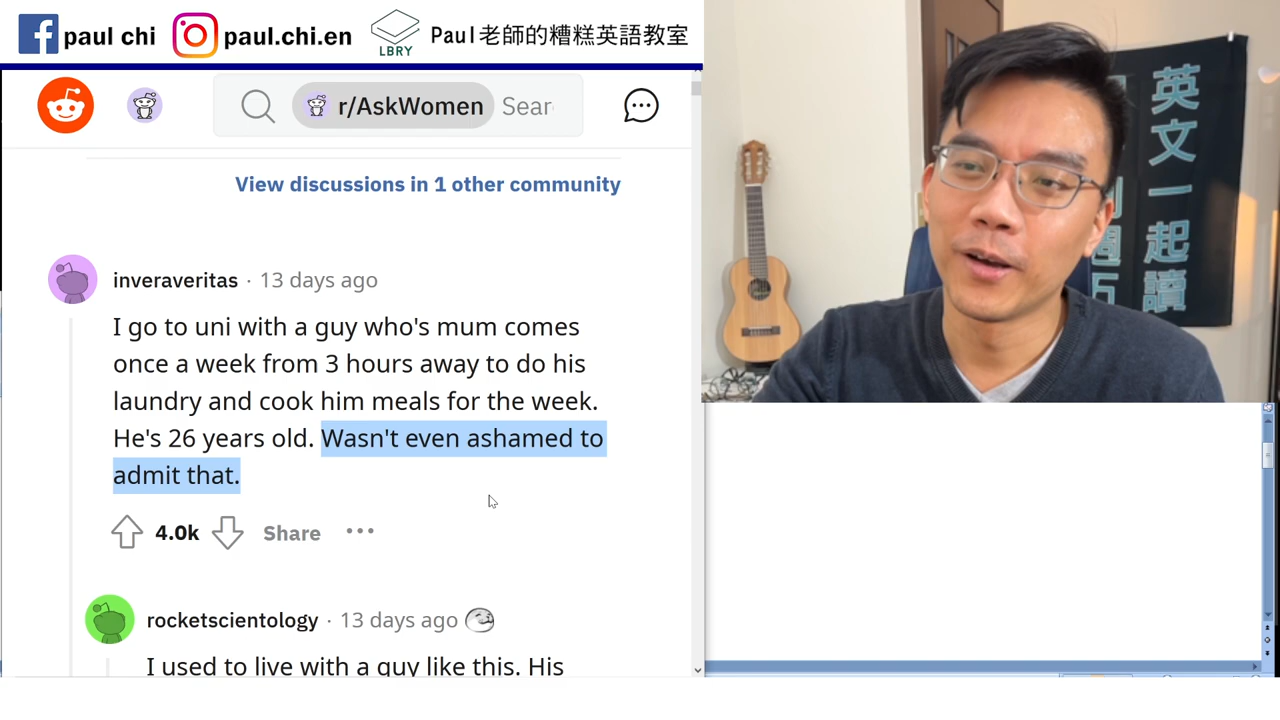 paul chi
paul.chi.en
LBRY
Paul老師的糟糕英語教室
r/AskWomen
Sear
View discussions in 1 other community
inveraveritas · 13 days ago
I go to uni with a guy who's mum comes
once a week from 3 hours away to do his
laundry and cook him meals for the week.
He's 26 years old. Wasn't even ashamed to
admit that.
4.0k
Share
rocketscientology · 13 days ago
I used to live with a guy like this. His
英文一起讀